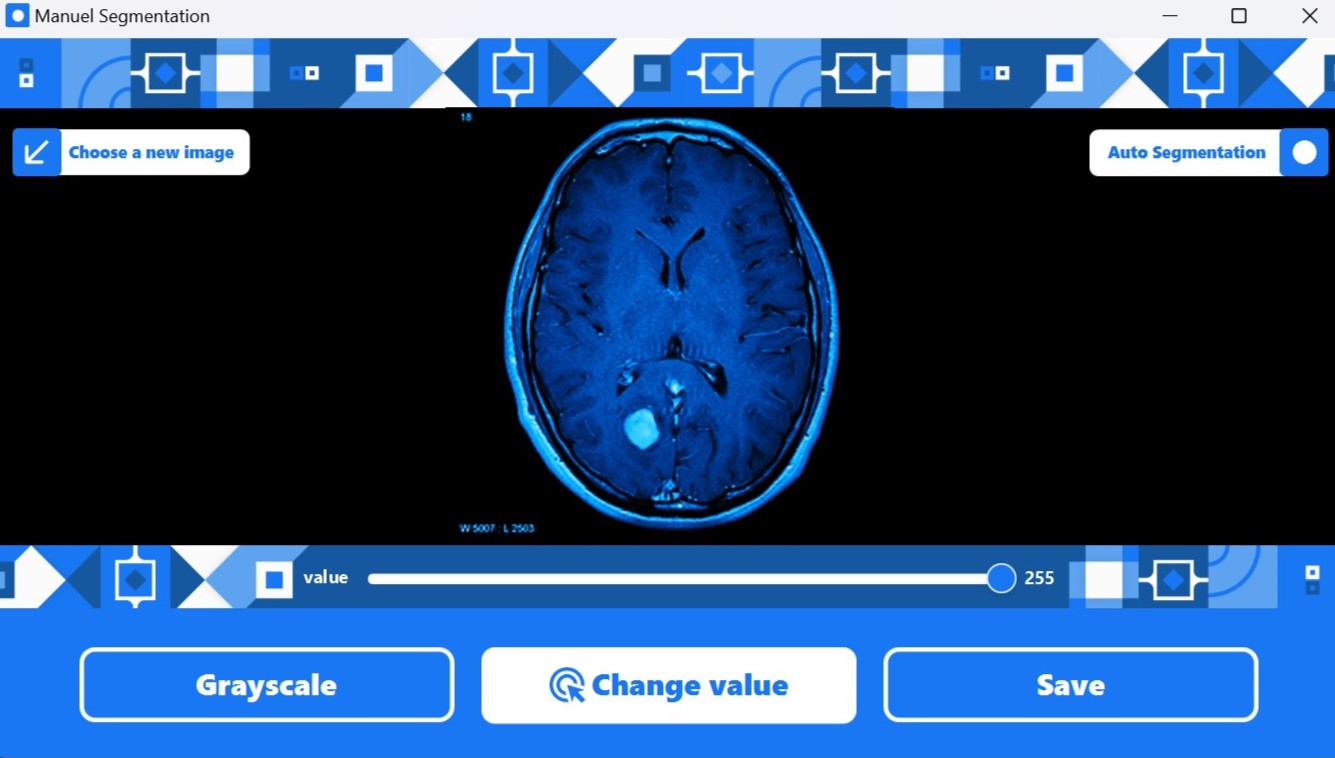 Manuel Segmentation
18
Choose a new image
Auto Segmentation
W 5007 : L 2503
value
255
Grayscale
Change value
Save